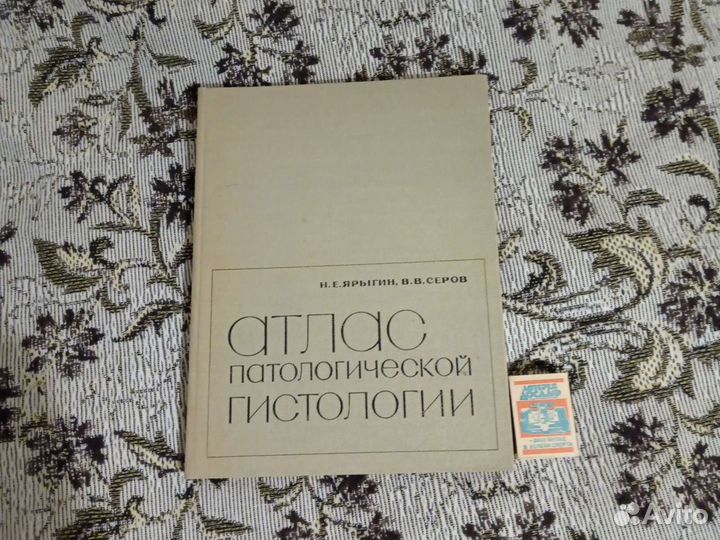 Н.Е.ЯРЫГИН, В.В.СЕРОВ
атлас
патологической
гистологии
Avito